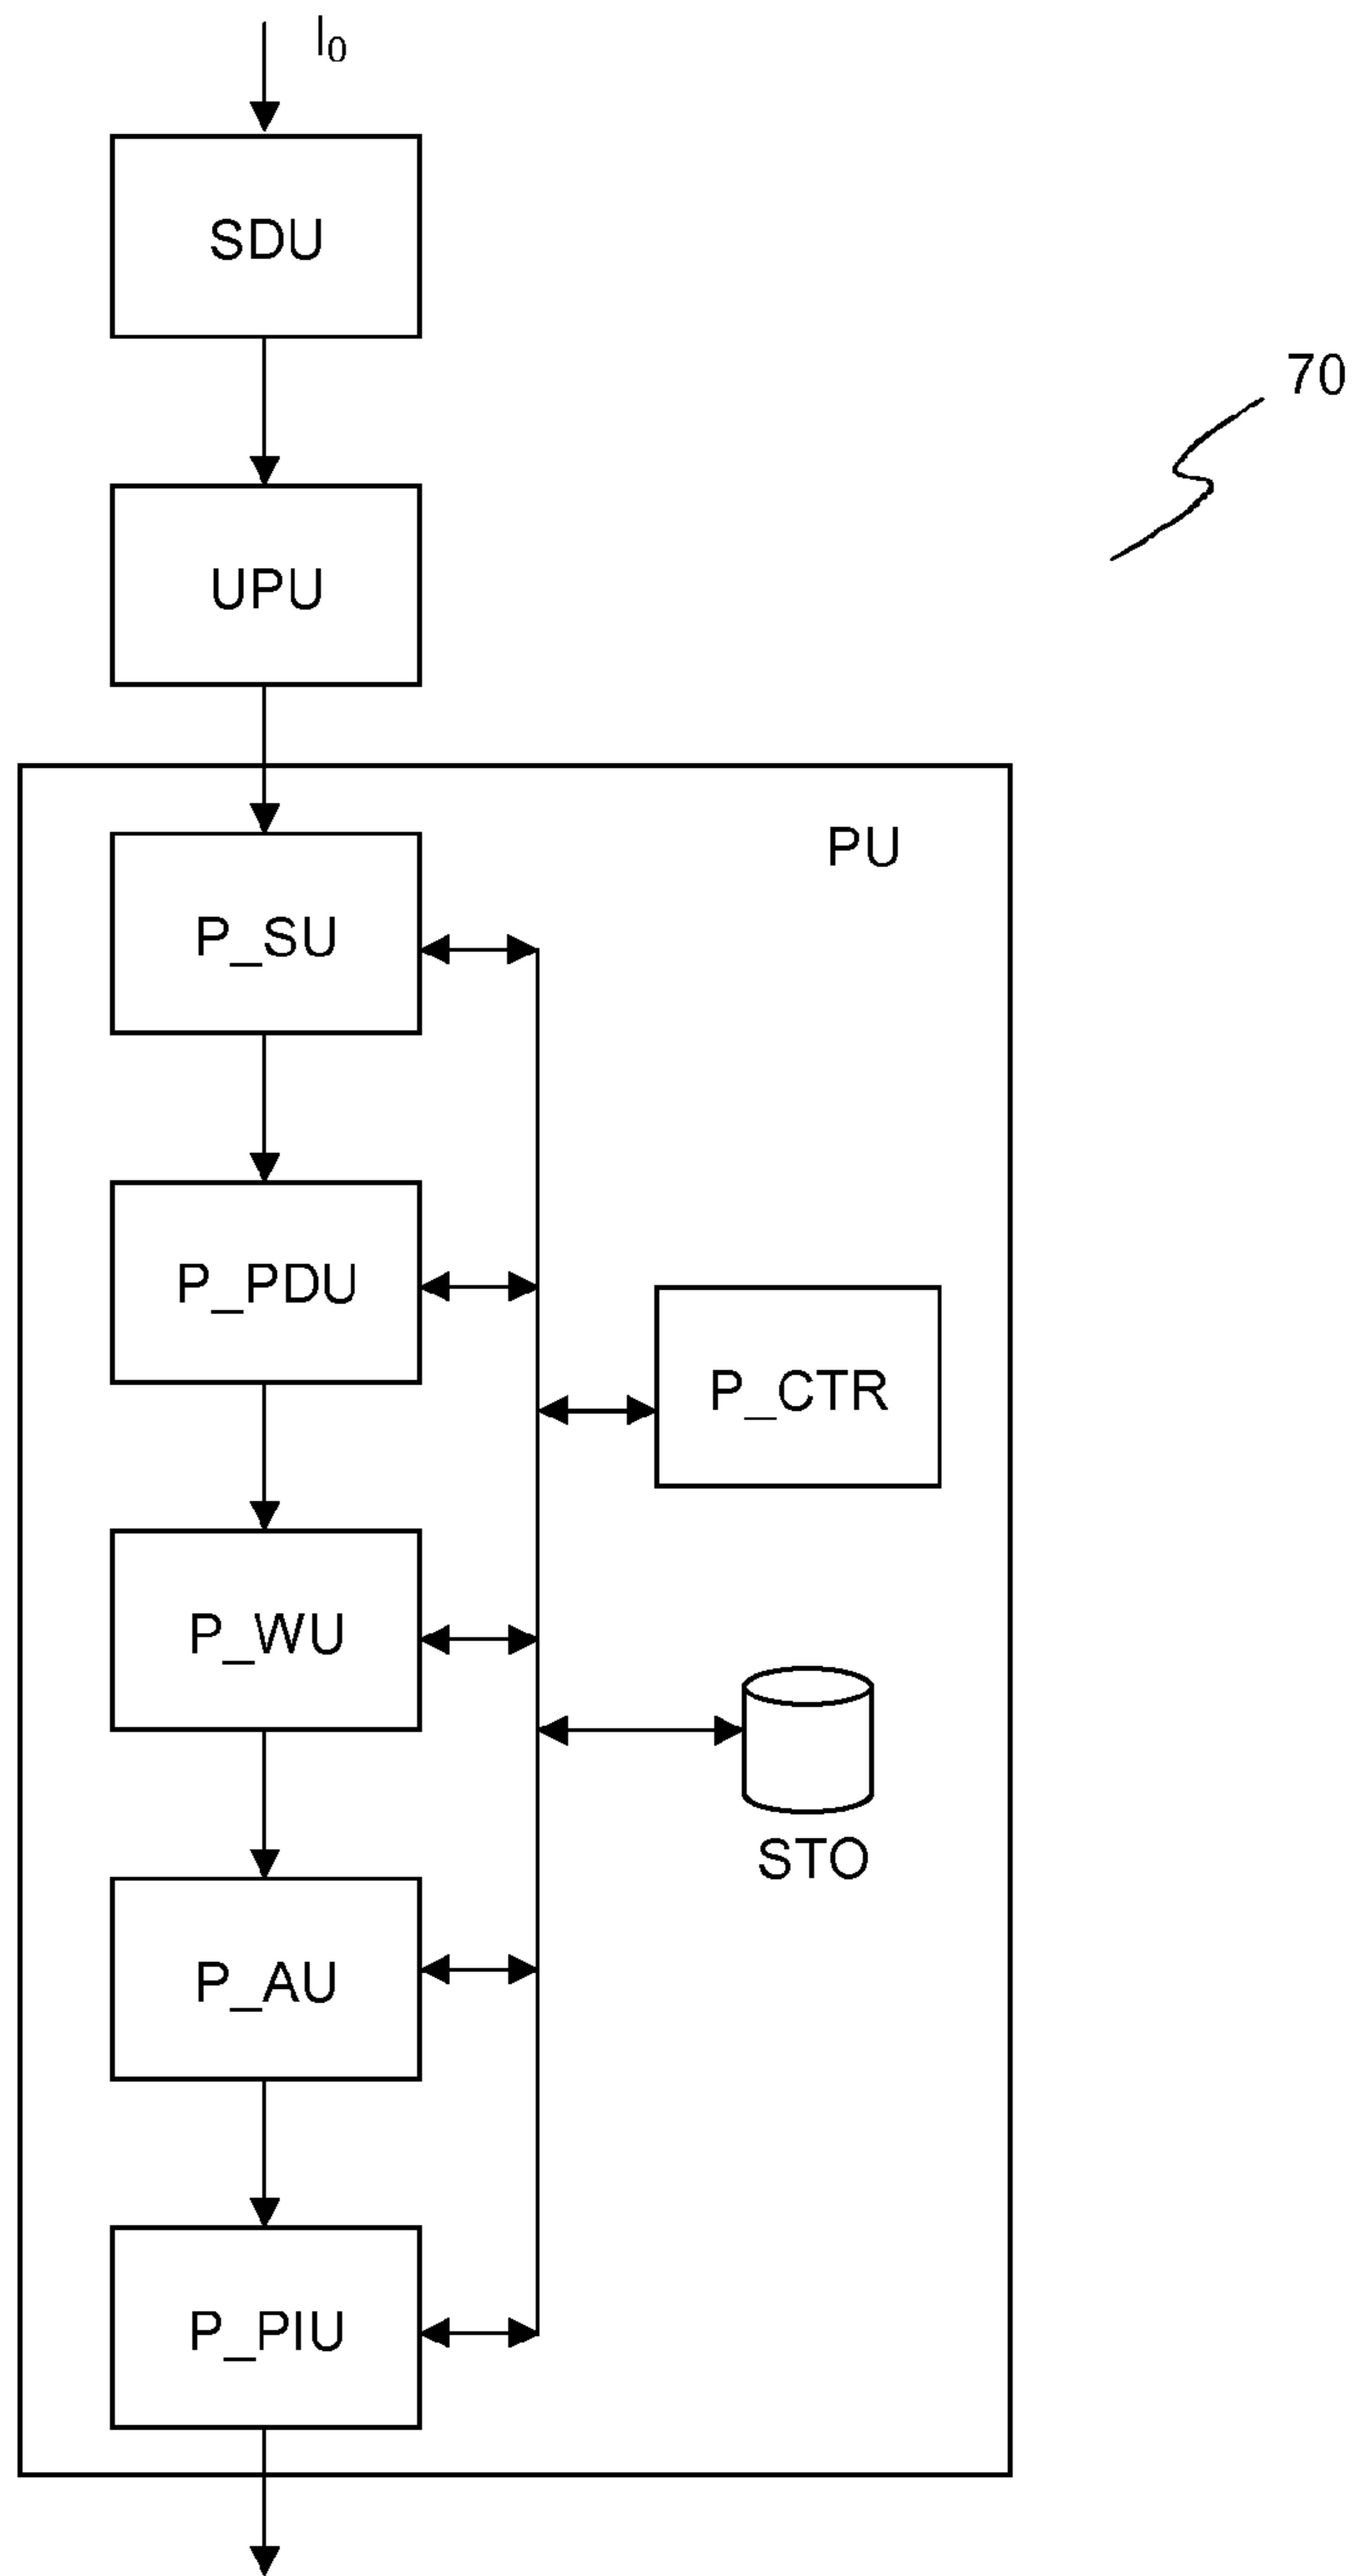 I₀
SDU
70
UPU
PU
P_SU
P_PDU
P_CTR
P_WU
STO
P_AU
P_PIU